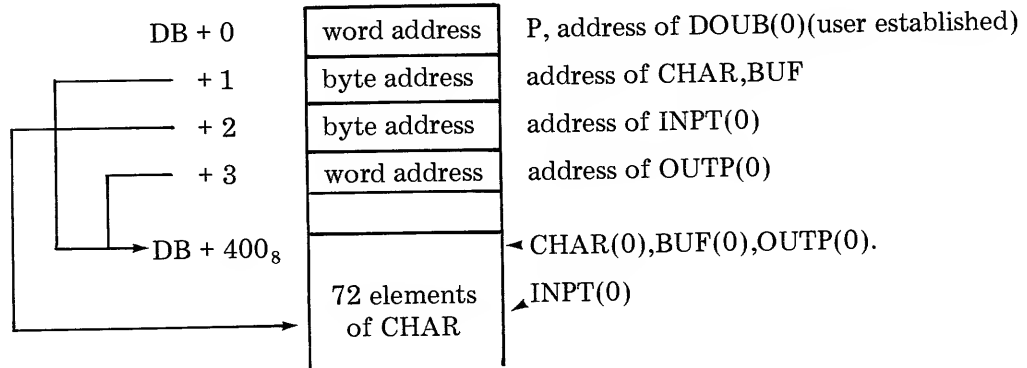 DB + 0 word address P, address of DOUB(0)(user established)
+ 1 byte address address of CHAR,BUF
+ 2 byte address address of INPT(0)
+ 3 word address address of OUTP(0)
DB + 400₈ CHAR(0),BUF(0),OUTP(0).
72 elements INPT(0)
of CHAR